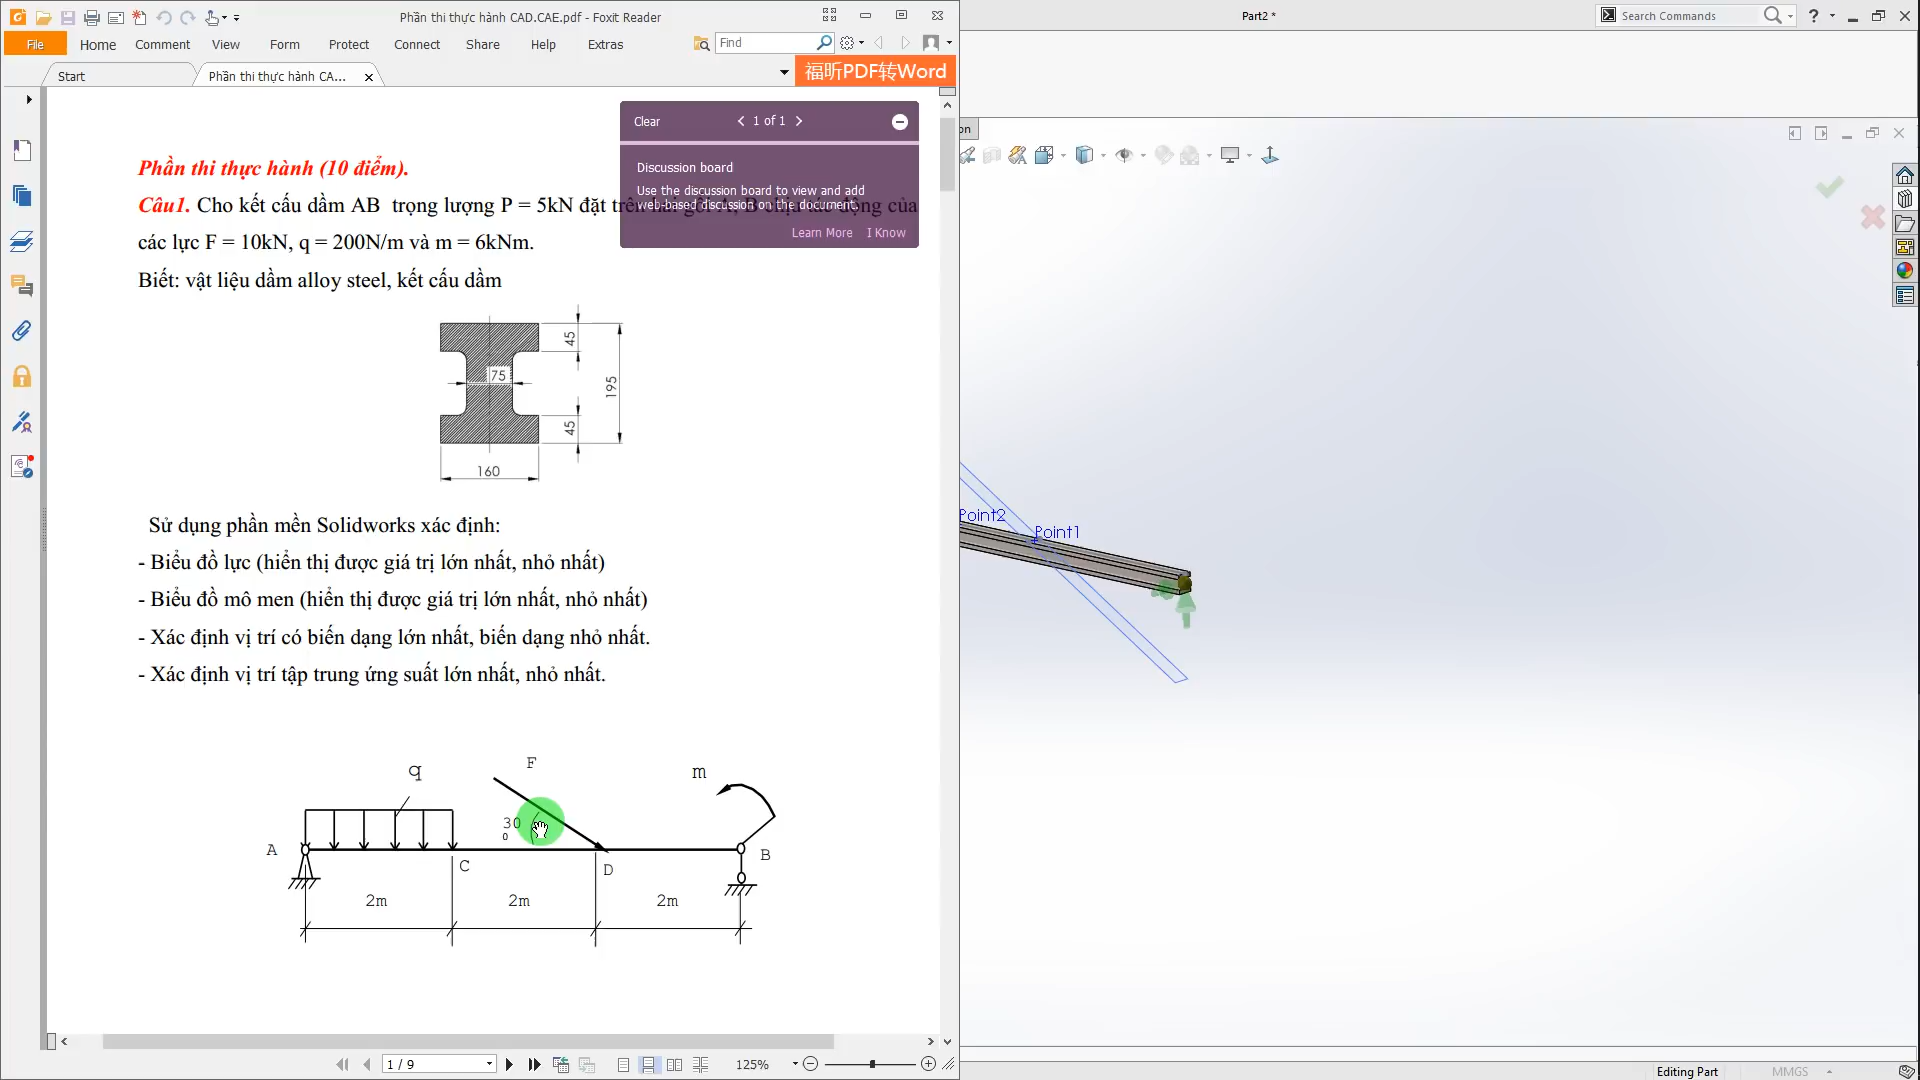 Phần thi thực hành CAD.CAE.pdf - Foxit Reader
File Home Comment View Form Protect Connect Share Help Extras
Find
Start
Phần thi thực hành CA...
福昕PDF转Word
Clear
1 of 1
Discussion board
Use the discussion board to view and add
web-based discussion on the document.
Learn More
I Know
Phần thi thực hành (10 điểm).
Câu1. Cho kết cấu dầm AB trọng lượng P = 5kN đặt trên hai gối A, B chịu tác động của
các lực F = 10kN, q = 200N/m và m = 6kNm.
Biết: vật liệu dầm alloy steel, kết cấu dầm
45
75
195
45
160
Sử dụng phần mền Solidworks xác định:
- Biểu đồ lực (hiển thị được giá trị lớn nhất, nhỏ nhất)
- Biểu đồ mô men (hiển thị được giá trị lớn nhất, nhỏ nhất)
- Xác định vị trí có biến dạng lớn nhất, biến dạng nhỏ nhất.
- Xác định vị trí tập trung ứng suất lớn nhất, nhỏ nhất.
F
q
m
30
0
A
C
D
B
2m
2m
2m
1 / 9
125%
Part2 *
Search Commands
?
on
Point2
Point1
Editing Part
MMGS